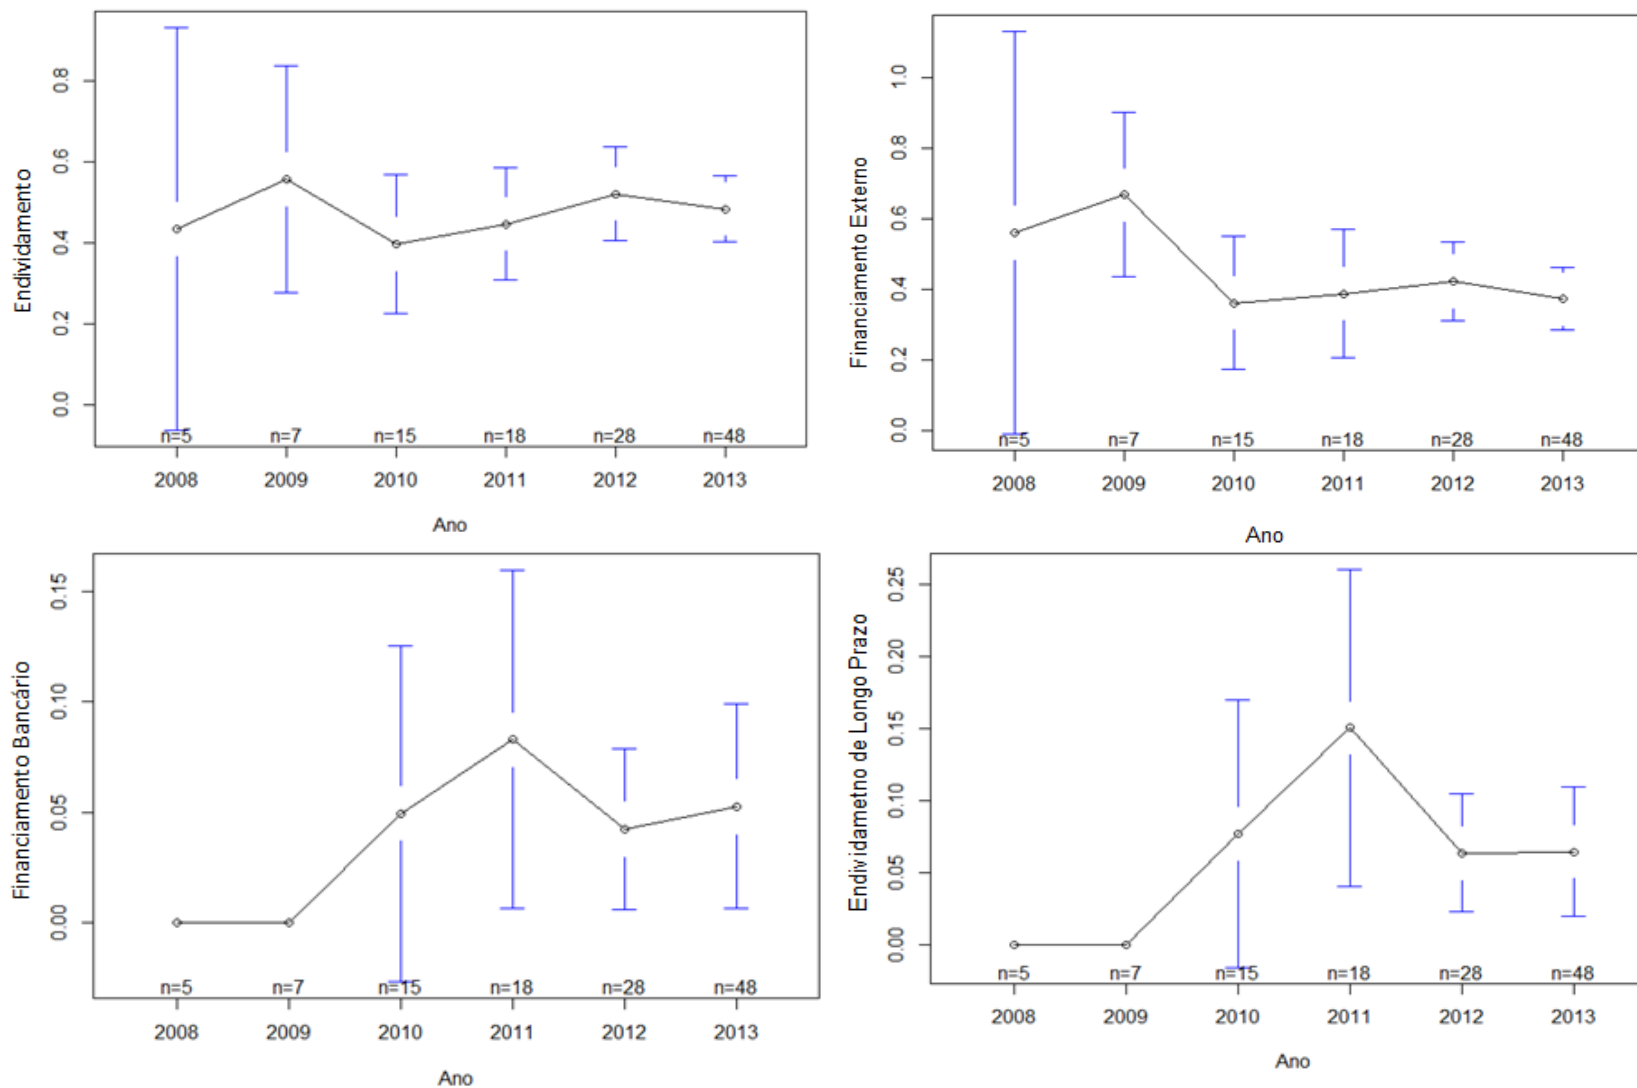 Endividamento
0.8
0.6
0.4
0.2
0.0
n=5 n=7 n=15 n=18 n=28 n=48
2008 2009 2010 2011 2012 2013
Ano
Financiamento Externo
1.0
0.8
0.6
0.4
0.2
0.0
n=5 n=7 n=15 n=18 n=28 n=48
2008 2009 2010 2011 2012 2013
Ano
Financiamento Bancário
0.15
0.10
0.05
0.00
n=5 n=7 n=15 n=18 n=28 n=48
2008 2009 2010 2011 2012 2013
Ano
Endividametno de Longo Prazo
0.25
0.20
0.15
0.10
0.05
0.00
n=5 n=7 n=15 n=18 n=28 n=48
2008 2009 2010 2011 2012 2013
Ano